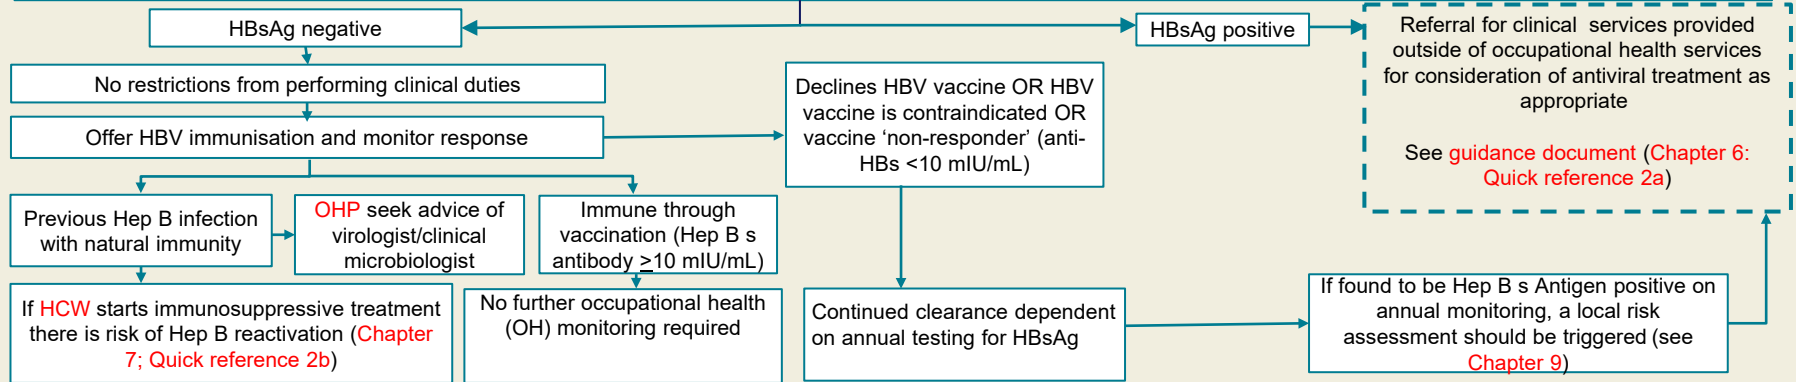 HBsAg negative
HBsAg positive
Referral for clinical services provided
outside of occupational health services
for consideration of antiviral treatment as
appropriate
See guidance document (Chapter 6:
Quick reference 2a)
No restrictions from performing clinical duties
Offer HBV immunisation and monitor response
Declines HBV vaccine OR HBV
vaccine is contraindicated OR
vaccine ‘non-responder’ (anti-
HBs <10 mIU/mL)
Previous Hep B infection
with natural immunity
OHP seek advice of
virologist/clinical
microbiologist
Immune through
vaccination (Hep B s
antibody ≥10 mIU/mL)
If HCW starts immunosuppressive treatment
there is risk of Hep B reactivation (Chapter
7; Quick reference 2b)
No further occupational health
(OH) monitoring required
Continued clearance dependent
on annual testing for HBsAg
If found to be Hep B s Antigen positive on
annual monitoring, a local risk
assessment should be triggered (see
Chapter 9)